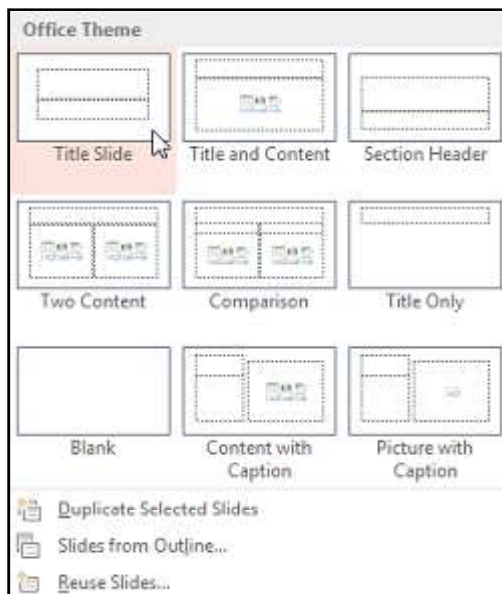 Office Theme
Title Slide
Title and Content
Section Header
Two Content
Comparison
Title Only
Blank
Content with
Caption
Picture with
Caption
Duplicate Selected Slides
Slides from Outline...
Reuse Slides...